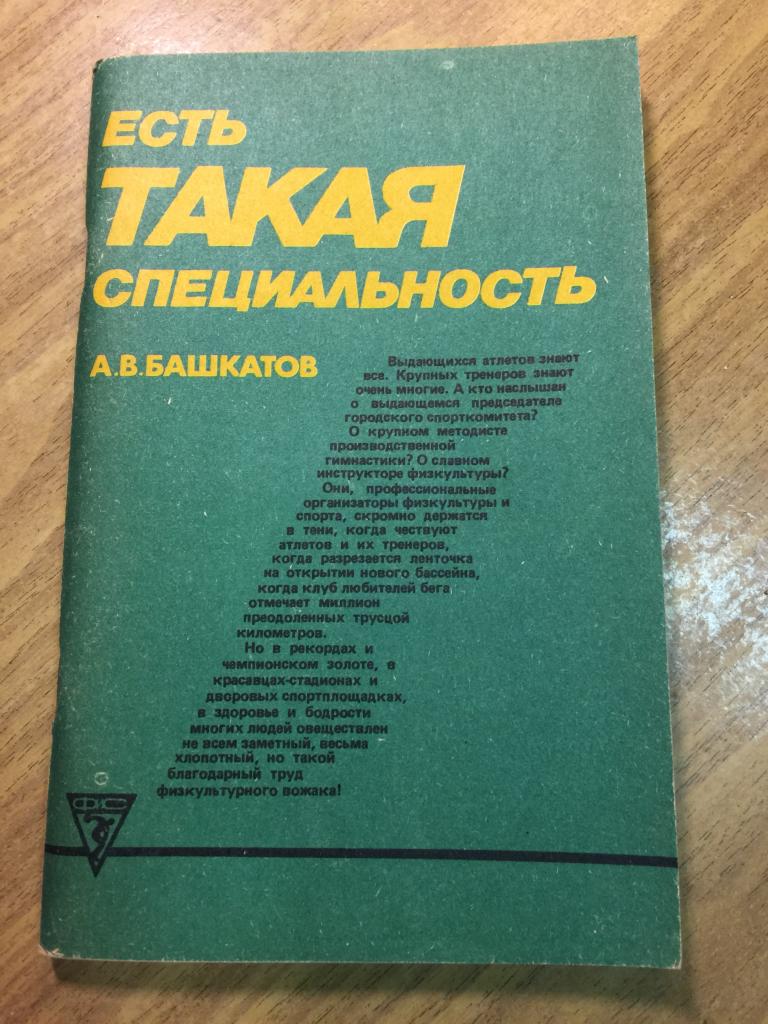 ЕСТЬ
ТАКАЯ
СПЕЦИАЛЬНОСТЬ
А.В.БАШКАТОВ
Выдающихся атлетов знают
все. Крупных тренеров знают
очень многие. А кто наслышан
о выдающемся председателе
городского спорткомитета?
О крупном методисте
производственной
гимнастики? О славном
инструкторе физкультуры?
Они, профессиональные
организаторы физкультуры и
спорта, скромно держатся
в тени, когда чествуют
атлетов и их тренеров,
когда разрезается ленточка
на открытии нового бассейна,
когда клуб любителей бега
отмечает миллион
преодоленных трусцой
километров.
Но в рекордах и
чемпионском золоте, в
красавцах-стадионах и
дворовых спортплощадках,
в здоровье и бодрости
многих людей овеществлен
не всем заметный, весьма
хлопотный, но такой
благодарный труд
физкультурного вожака!
ФИС